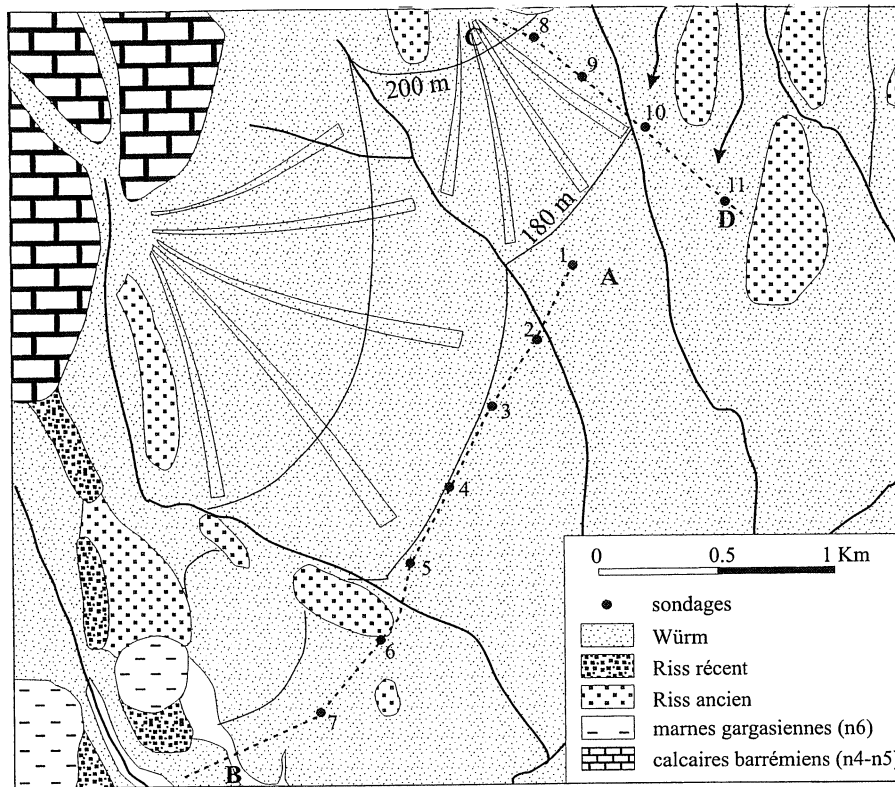 C
8
9
200 m
10
11
D
180 m
1
A
2
3
4
5
6
7
B
0 0.5 1 Km
sondages
Würm
Riss récent
Riss ancien
marnes gargasiennes (n6)
calcaires barrémiens (n4-n5)